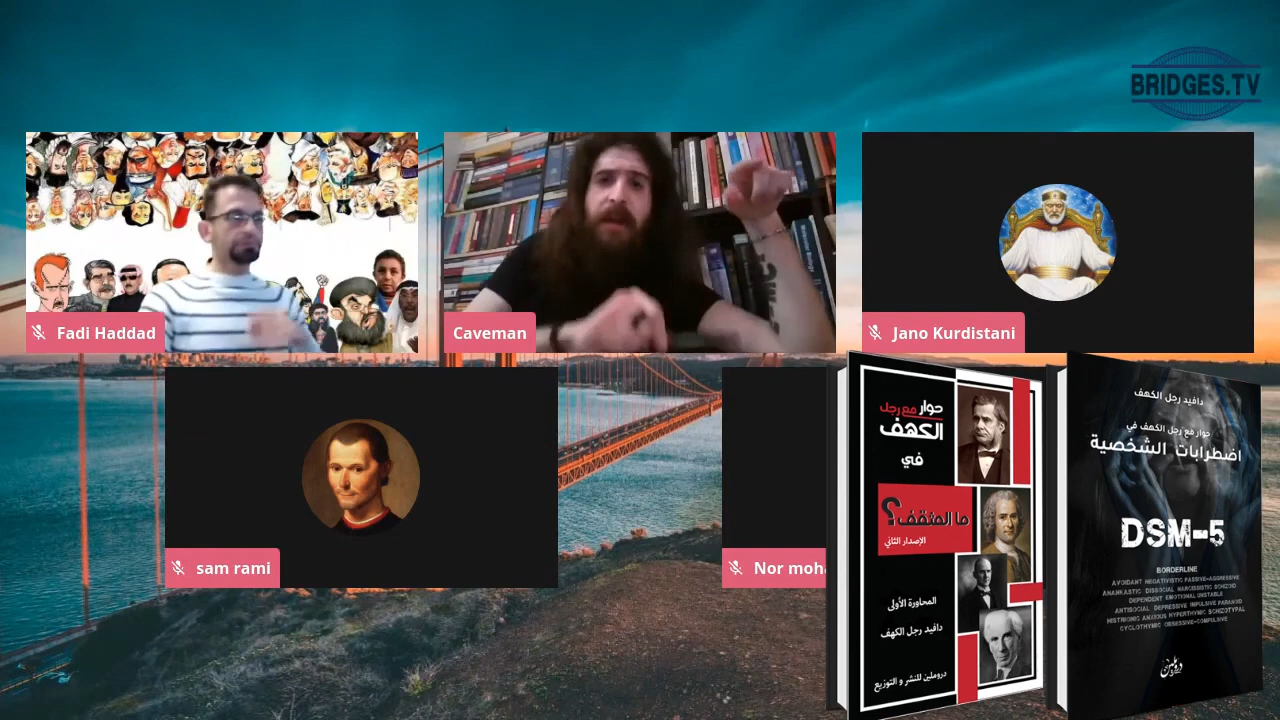 BRIDGES.TV
Fadi Haddad
Caveman
Jano Kurdistani
sam rami
Nor moha
حوار مع رجل
الكهف
في
ما المثقف؟
الإصدار الثاني
المحاورة الأولى
دافيد رجل الكهف
دروملين للنشر و التوزيع
دافيد رجل الكهف
حوار مع رجل الكهف في
اضطرابات الشخصية
DSM-5
BORDERLINE
AVOIDANT NEGATIVISTIC PASSIVE-AGGRESSIVE
ANANKASTIC DISSOCIAL NARCISSISTIC SCHIZOID
DEPENDENT EMOTIONAL UNSTABLE
ANTISOCIAL DEPRESSIVE IMPULSIVE PARANOID
HISTRIONIC ANXIOUS HYPERTHYMIC SCHIZOTYPAL
CYCLOTHYMIC OBSESSIVE-COMPULSIVE
دروملين